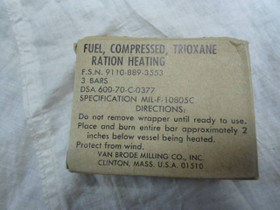 FUEL, COMPRESSED, TRIOXANE
RATION HEATING
F.S.N. 9110-889-3553
3 BARS
DSA 600-70-C-0377
SPECIFICATION MIL-F-10805C
DIRECTIONS:
Do not remove wrapper until ready to use.
Place and burn entire bar approximately 2
inches below vessel being heated.
Protect from wind.
VAN BRODE MILLING CO., INC.
CLINTON, MASS. U.S.A. 01510